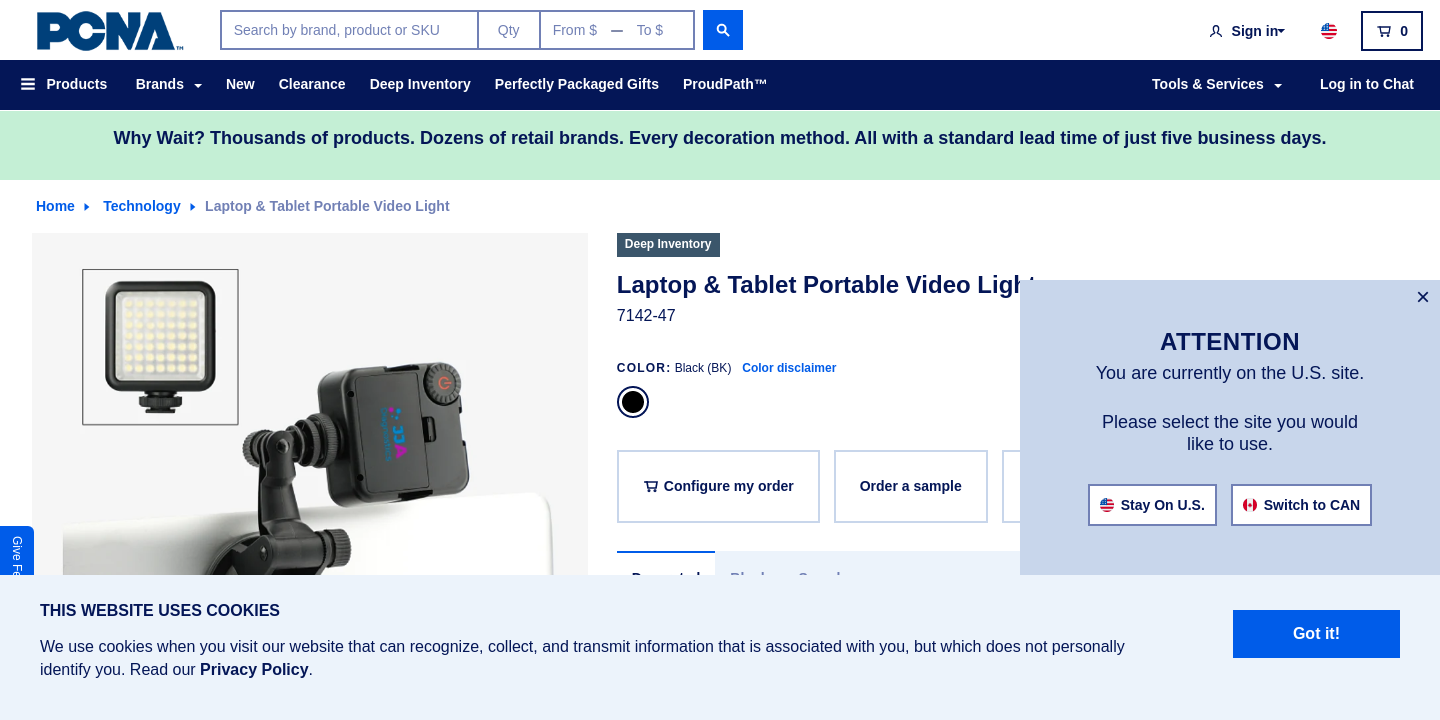 PCNA™
Search by brand, product or SKU
Qty
From $ — To $
Sign in
0
Products
Brands
New
Clearance
Deep Inventory
Perfectly Packaged Gifts
ProudPath™
Tools & Services
Log in to Chat
Why Wait? Thousands of products. Dozens of retail brands. Every decoration method. All with a standard lead time of just five business days.
Home
Technology
Laptop & Tablet Portable Video Light
Deep Inventory
Laptop & Tablet Portable Video Light
7142-47
COLOR: Black (BK) Color disclaimer
Configure my order
Order a sample
×
ATTENTION
You are currently on the U.S. site.
Please select the site you would
like to use.
Stay On U.S.
Switch to CAN
Give Fe
THIS WEBSITE USES COOKIES
We use cookies when you visit our website that can recognize, collect, and transmit information that is associated with you, but which does not personally
identify you. Read our Privacy Policy.
Got it!